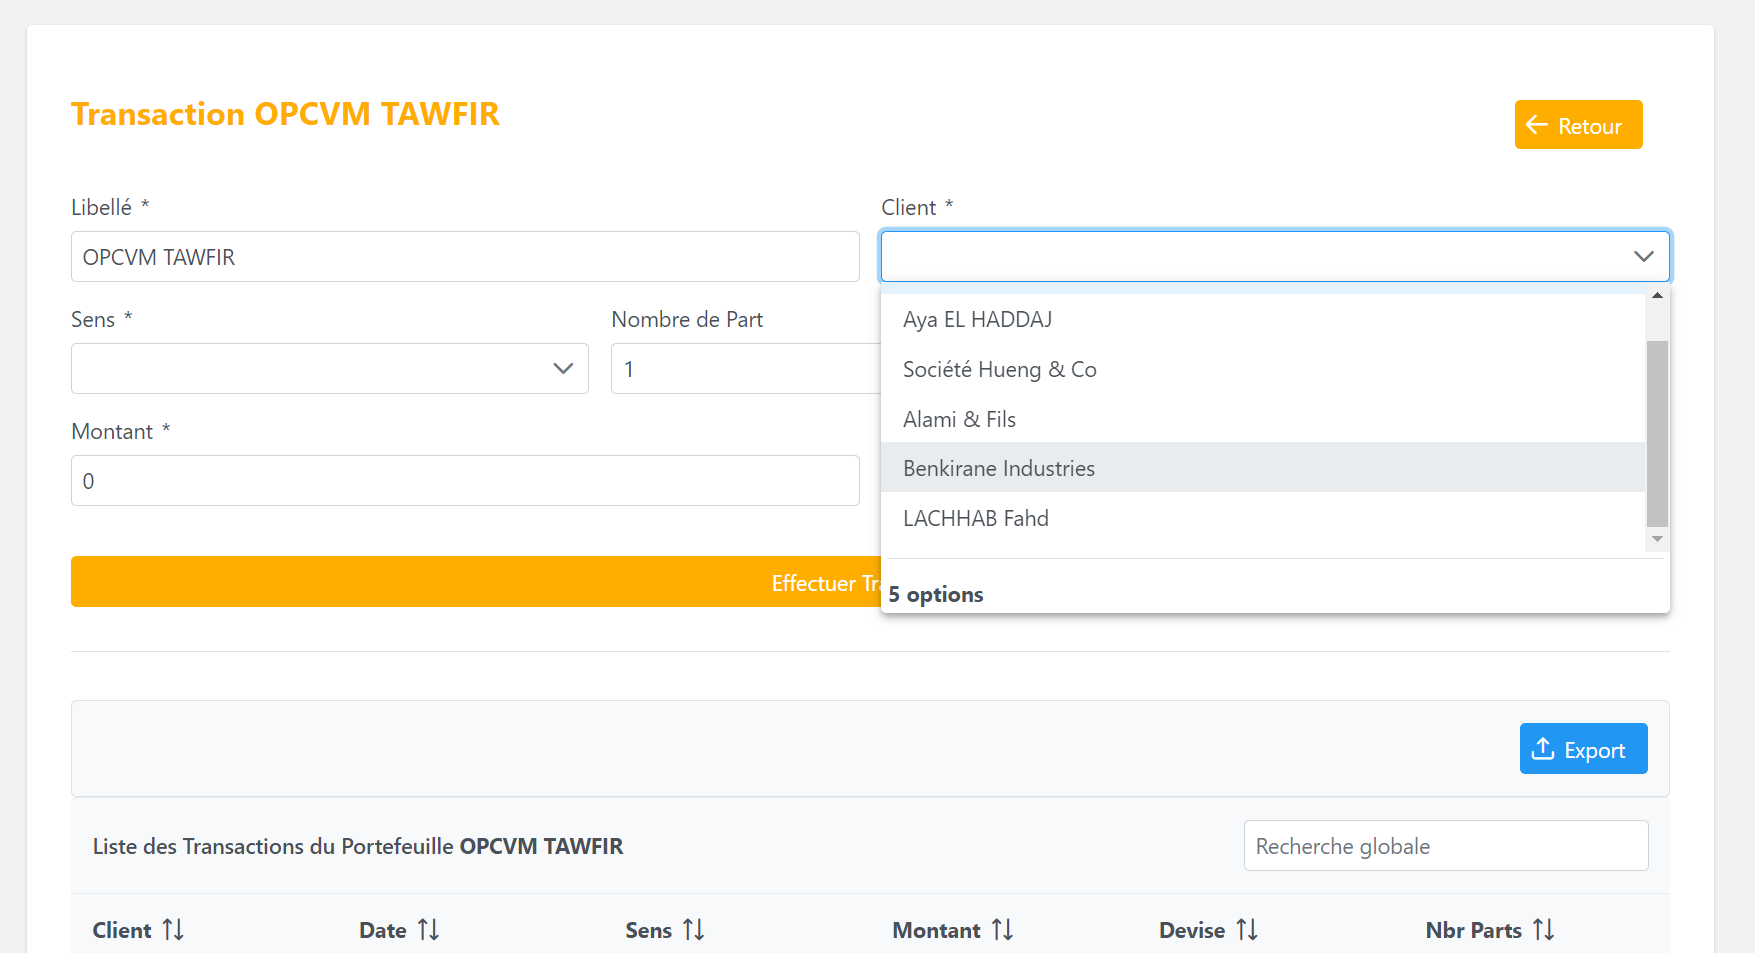 Transaction OPCVM TAWFIR
Retour
Libellé *
Client *
OPCVM TAWFIR
Sens *
Nombre de Part
1
Aya EL HADDAJ
Société Hueng & Co
Alami & Fils
Benkirane Industries
LACHHAB Fahd
5 options
Montant *
0
Effectuer Tra
Export
Liste des Transactions du Portefeuille OPCVM TAWFIR
Recherche globale
Client Date Sens Montant Devise Nbr Parts